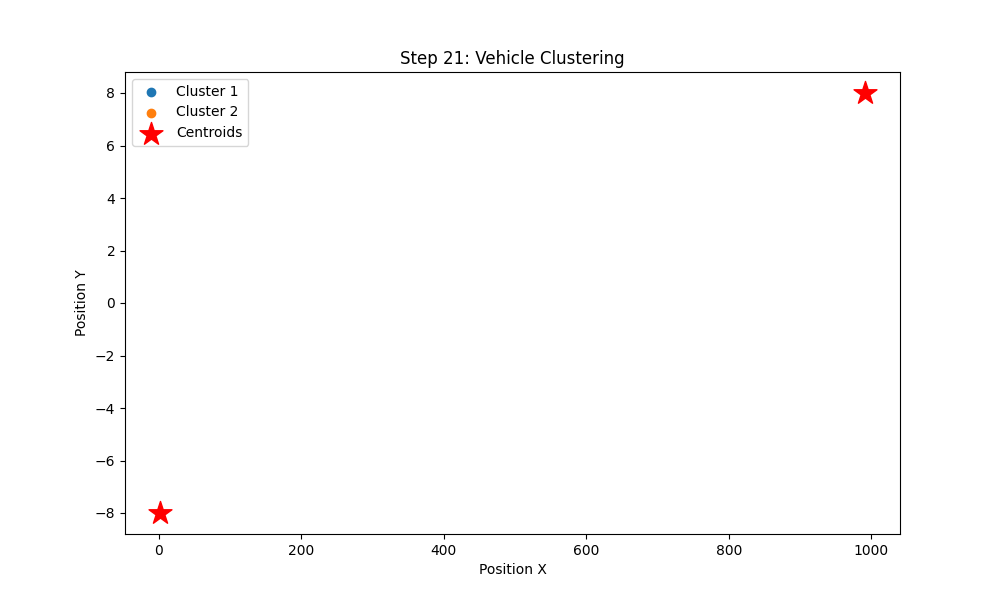 Step 21: Vehicle Clustering
Cluster 1
Cluster 2
Centroids
8
6
4
2
0
−2
−4
−6
−8
Position Y
0 200 400 600 800 1000
Position X